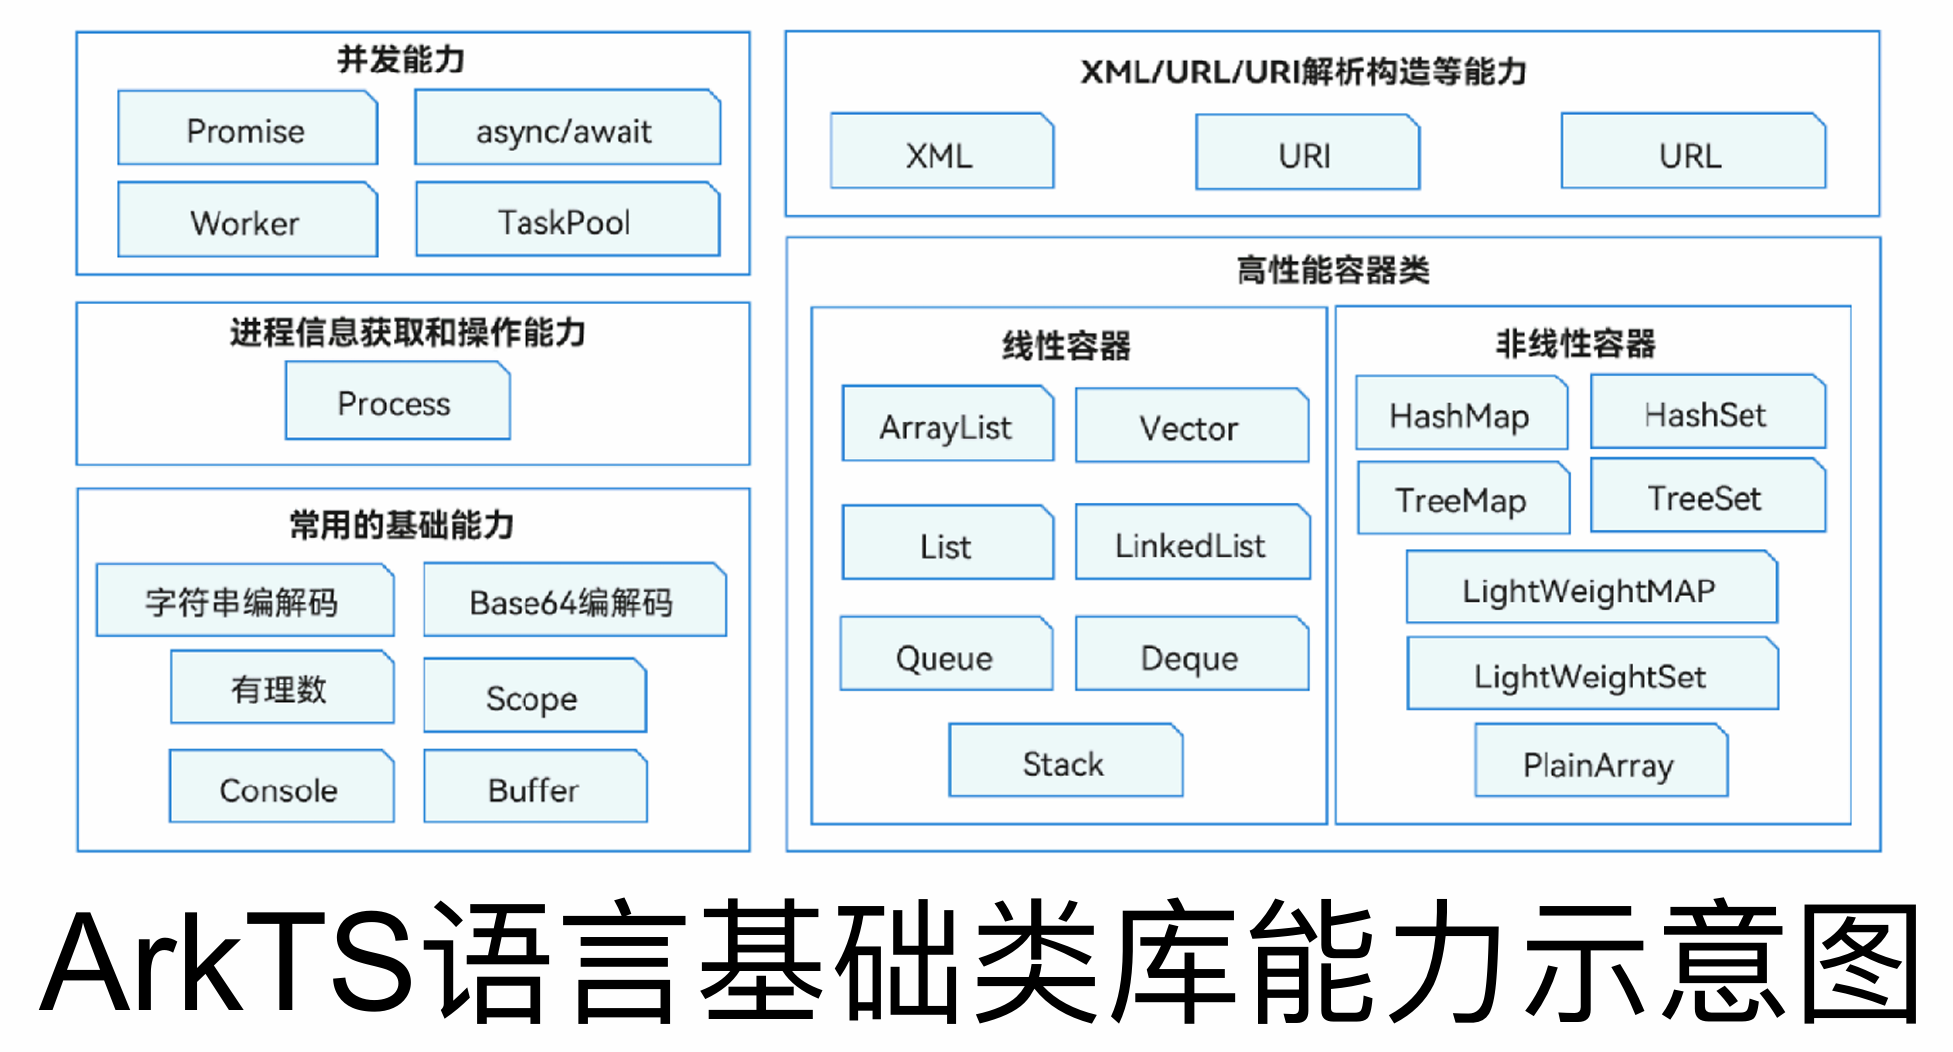 并发能力
Promise
async/await
Worker
TaskPool
进程信息获取和操作能力
Process
常用的基础能力
字符串编解码
Base64编解码
有理数
Scope
Console
Buffer
XML/URL/URI解析构造等能力
XML
URI
URL
高性能容器类
线性容器
ArrayList
Vector
List
LinkedList
Queue
Deque
Stack
非线性容器
HashMap
HashSet
TreeMap
TreeSet
LightWeightMAP
LightWeightSet
PlainArray
ArkTS语言基础类库能力示意图